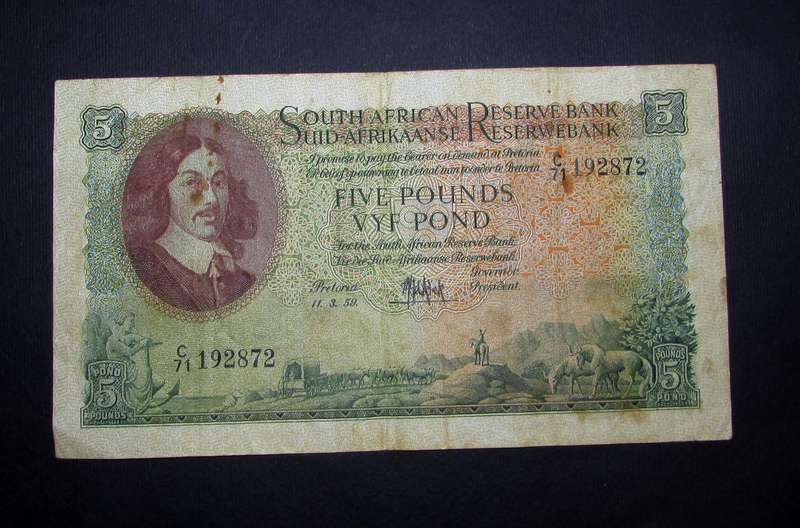 5
SOUTH AFRICAN RESERVE BANK
SUID-AFRIKAANSE RESERWEBANK
5
I promise to pay the bearer on demand at Pretoria
C/71 192872
FIVE POUNDS
VYF POND
For the South African Reserve Bank.
Vir die Suid-Afrikaanse Reserwebank.
Governor.
Pretoria
President.
11. 3. 59.
C/71 192872
POND
5
POUNDS
POUNDS
5
POND